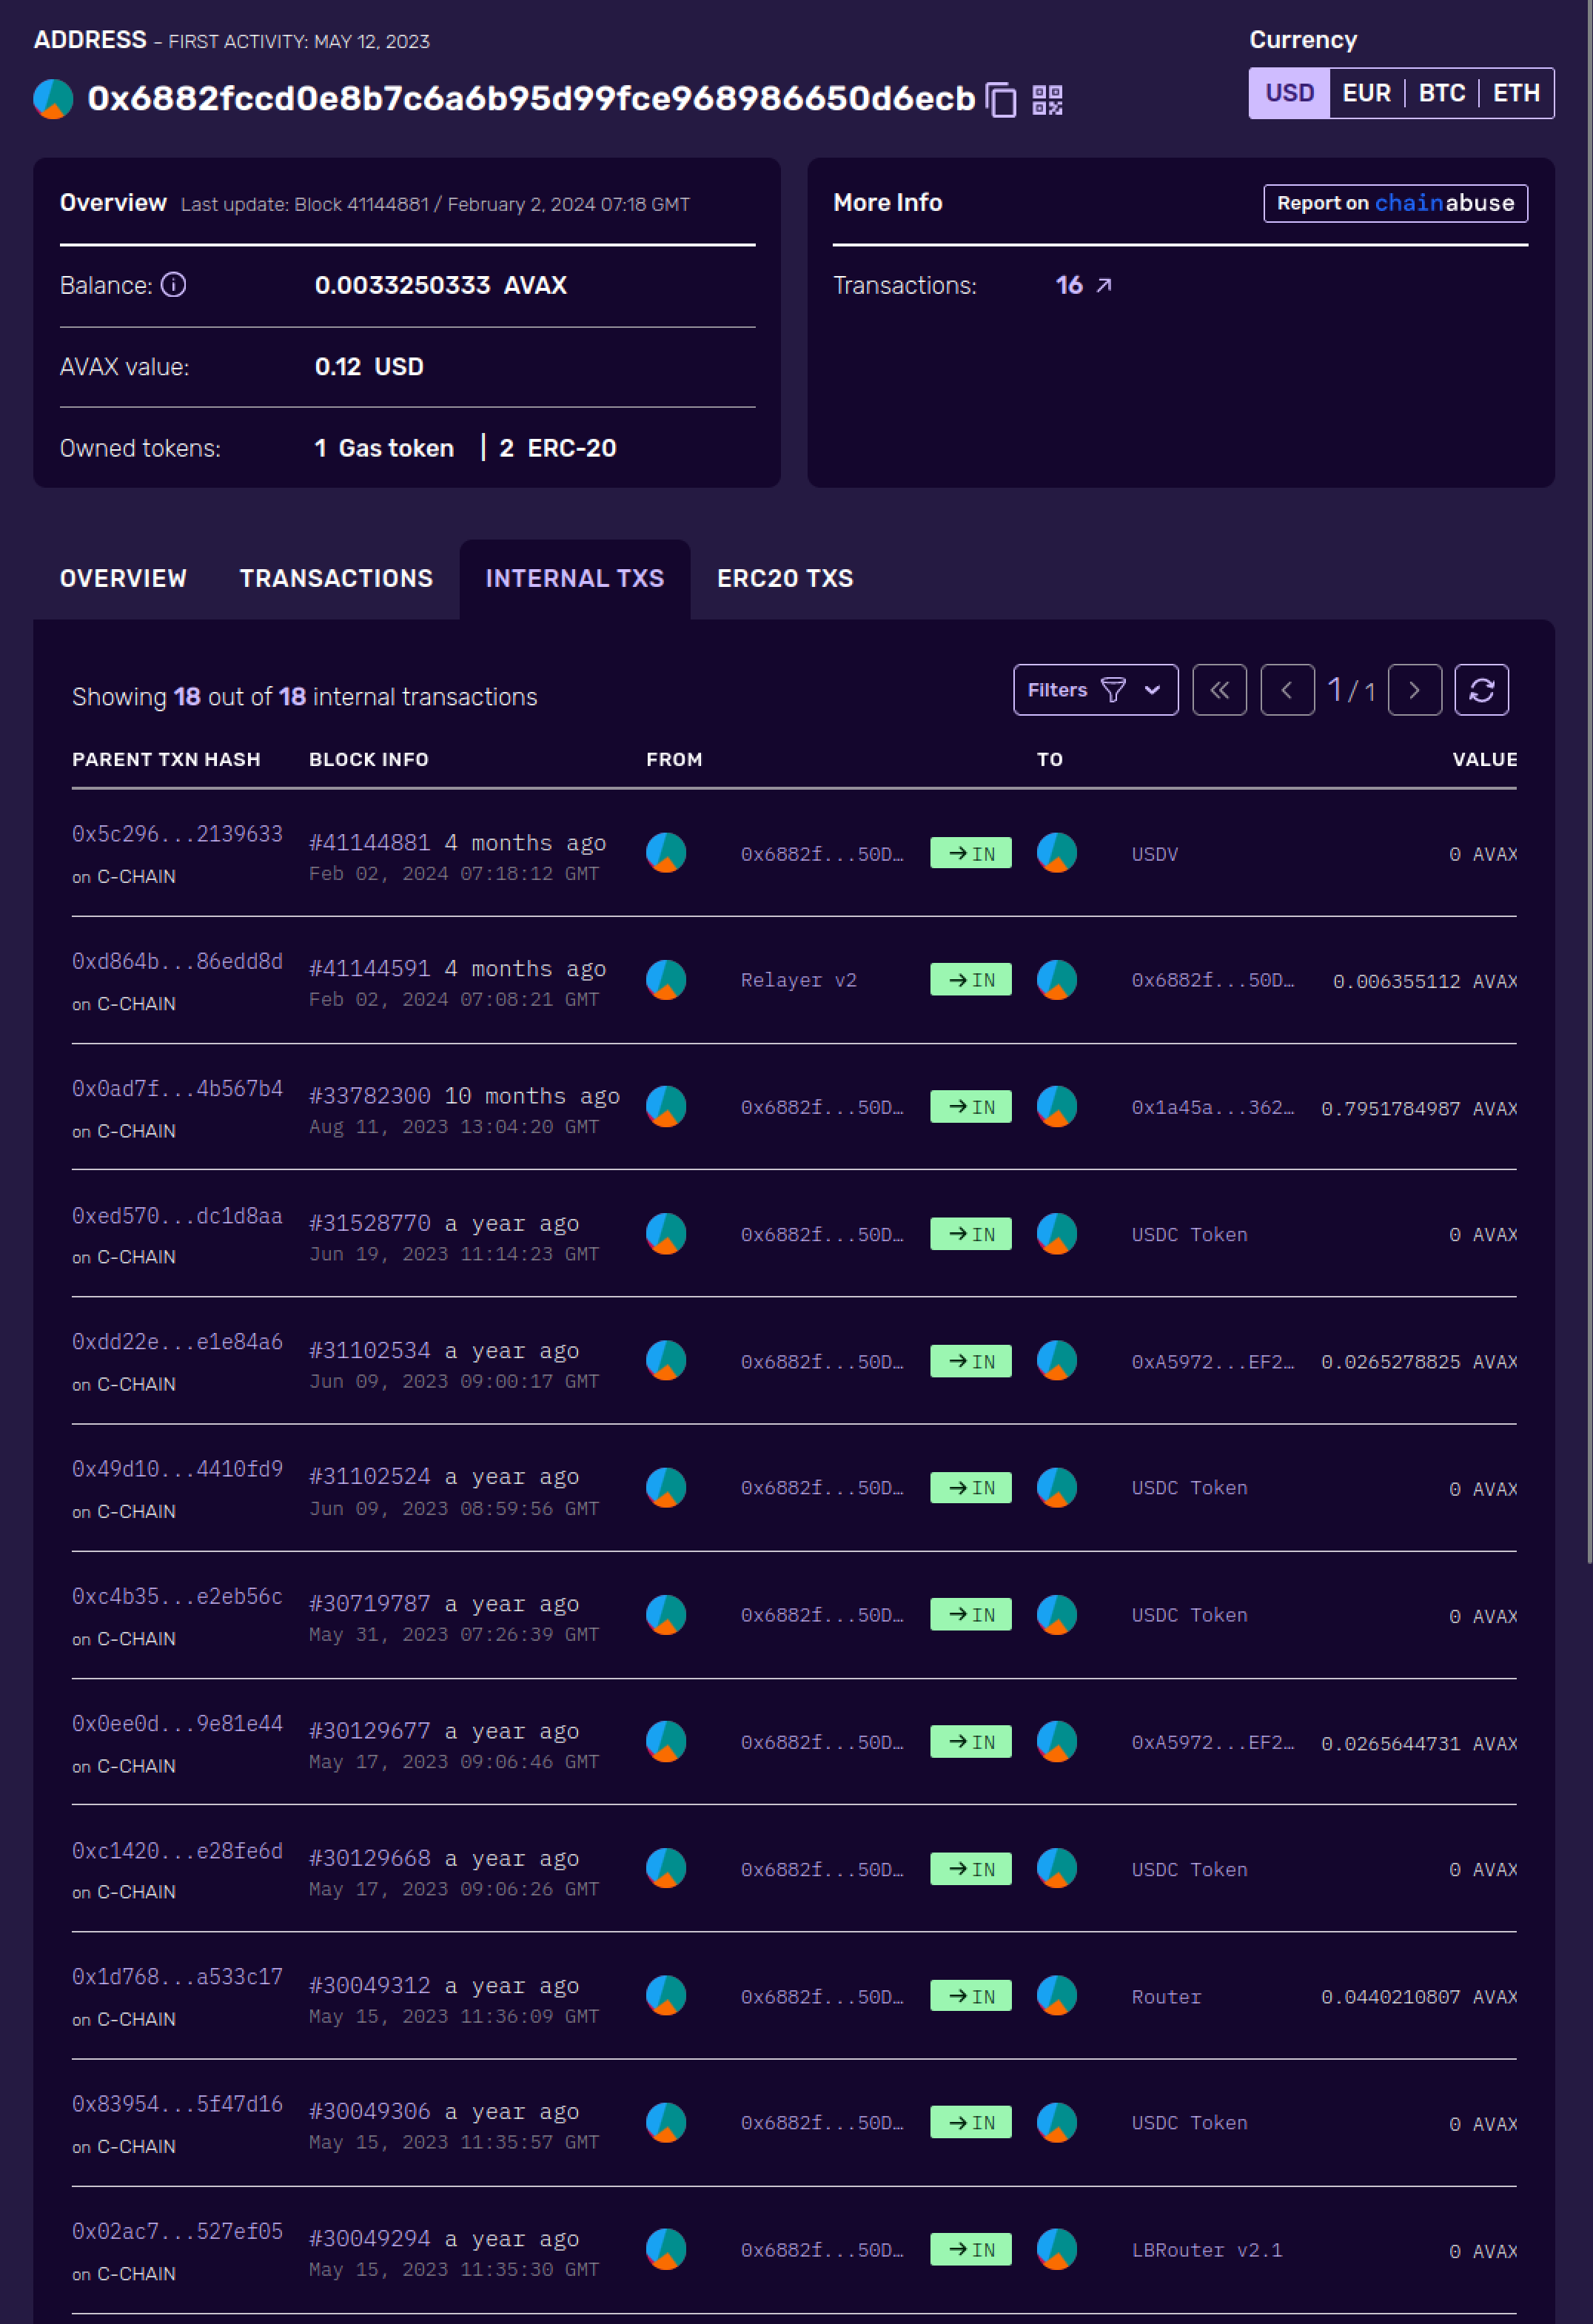 ADDRESS - FIRST ACTIVITY: MAY 12, 2023
Currency
0x6882fccd0e8b7c6a6b95d99fce968986650d6ecb
USD EUR BTC ETH
Overview Last update: Block 41144881 / February 2, 2024 07:18 GMT
Balance: 0.0033250333 AVAX
AVAX value: 0.12 USD
Owned tokens: 1 Gas token | 2 ERC-20
More Info Report on chainabuse
Transactions: 16
OVERVIEW TRANSACTIONS INTERNAL TXS ERC20 TXS
Showing 18 out of 18 internal transactions
Filters 1 / 1
PARENT TXN HASH BLOCK INFO FROM TO VALUE
0x5c296...2139633 #41144881 4 months ago 0x6882f...50D… IN USDV 0 AVAX
on C-CHAIN Feb 02, 2024 07:18:12 GMT
0xd864b...86edd8d #41144591 4 months ago Relayer v2 IN 0x6882f...50D… 0.006355112 AVAX
on C-CHAIN Feb 02, 2024 07:08:21 GMT
0x0ad7f...4b567b4 #33782300 10 months ago 0x6882f...50D… IN 0x1a45a...362… 0.7951784987 AVAX
on C-CHAIN Aug 11, 2023 13:04:20 GMT
0xed570...dc1d8aa #31528770 a year ago 0x6882f...50D… IN USDC Token 0 AVAX
on C-CHAIN Jun 19, 2023 11:14:23 GMT
0xdd22e...e1e84a6 #31102534 a year ago 0x6882f...50D… IN 0xA5972...EF2… 0.0265278825 AVAX
on C-CHAIN Jun 09, 2023 09:00:17 GMT
0x49d10...4410fd9 #31102524 a year ago 0x6882f...50D… IN USDC Token 0 AVAX
on C-CHAIN Jun 09, 2023 08:59:56 GMT
0xc4b35...e2eb56c #30719787 a year ago 0x6882f...50D… IN USDC Token 0 AVAX
on C-CHAIN May 31, 2023 07:26:39 GMT
0x0ee0d...9e81e44 #30129677 a year ago 0x6882f...50D… IN 0xA5972...EF2… 0.0265644731 AVAX
on C-CHAIN May 17, 2023 09:06:46 GMT
0xc1420...e28fe6d #30129668 a year ago 0x6882f...50D… IN USDC Token 0 AVAX
on C-CHAIN May 17, 2023 09:06:26 GMT
0x1d768...a533c17 #30049312 a year ago 0x6882f...50D… IN Router 0.0440210807 AVAX
on C-CHAIN May 15, 2023 11:36:09 GMT
0x83954...5f47d16 #30049306 a year ago 0x6882f...50D… IN USDC Token 0 AVAX
on C-CHAIN May 15, 2023 11:35:57 GMT
0x02ac7...527ef05 #30049294 a year ago 0x6882f...50D… IN LBRouter v2.1 0 AVAX
on C-CHAIN May 15, 2023 11:35:30 GMT